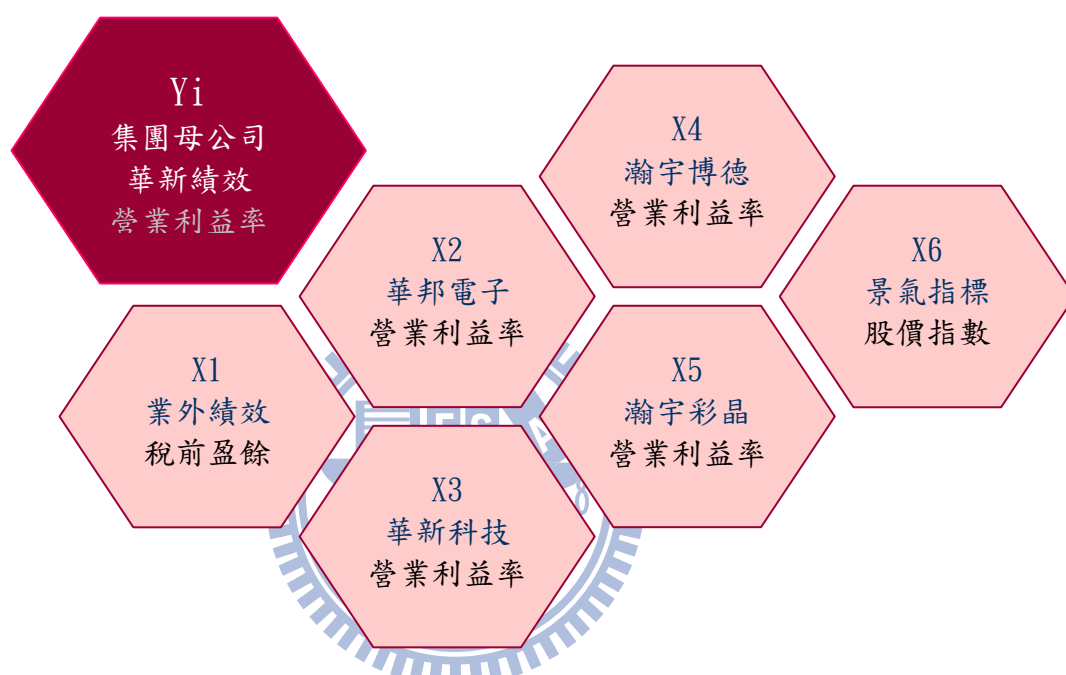 Yi
集團母公司
華新績效
營業利益率
X1
業外績效
稅前盈餘
X2
華邦電子
營業利益率
X3
華新科技
營業利益率
X4
瀚宇博德
營業利益率
X5
瀚宇彩晶
營業利益率
X6
景氣指標
股價指數